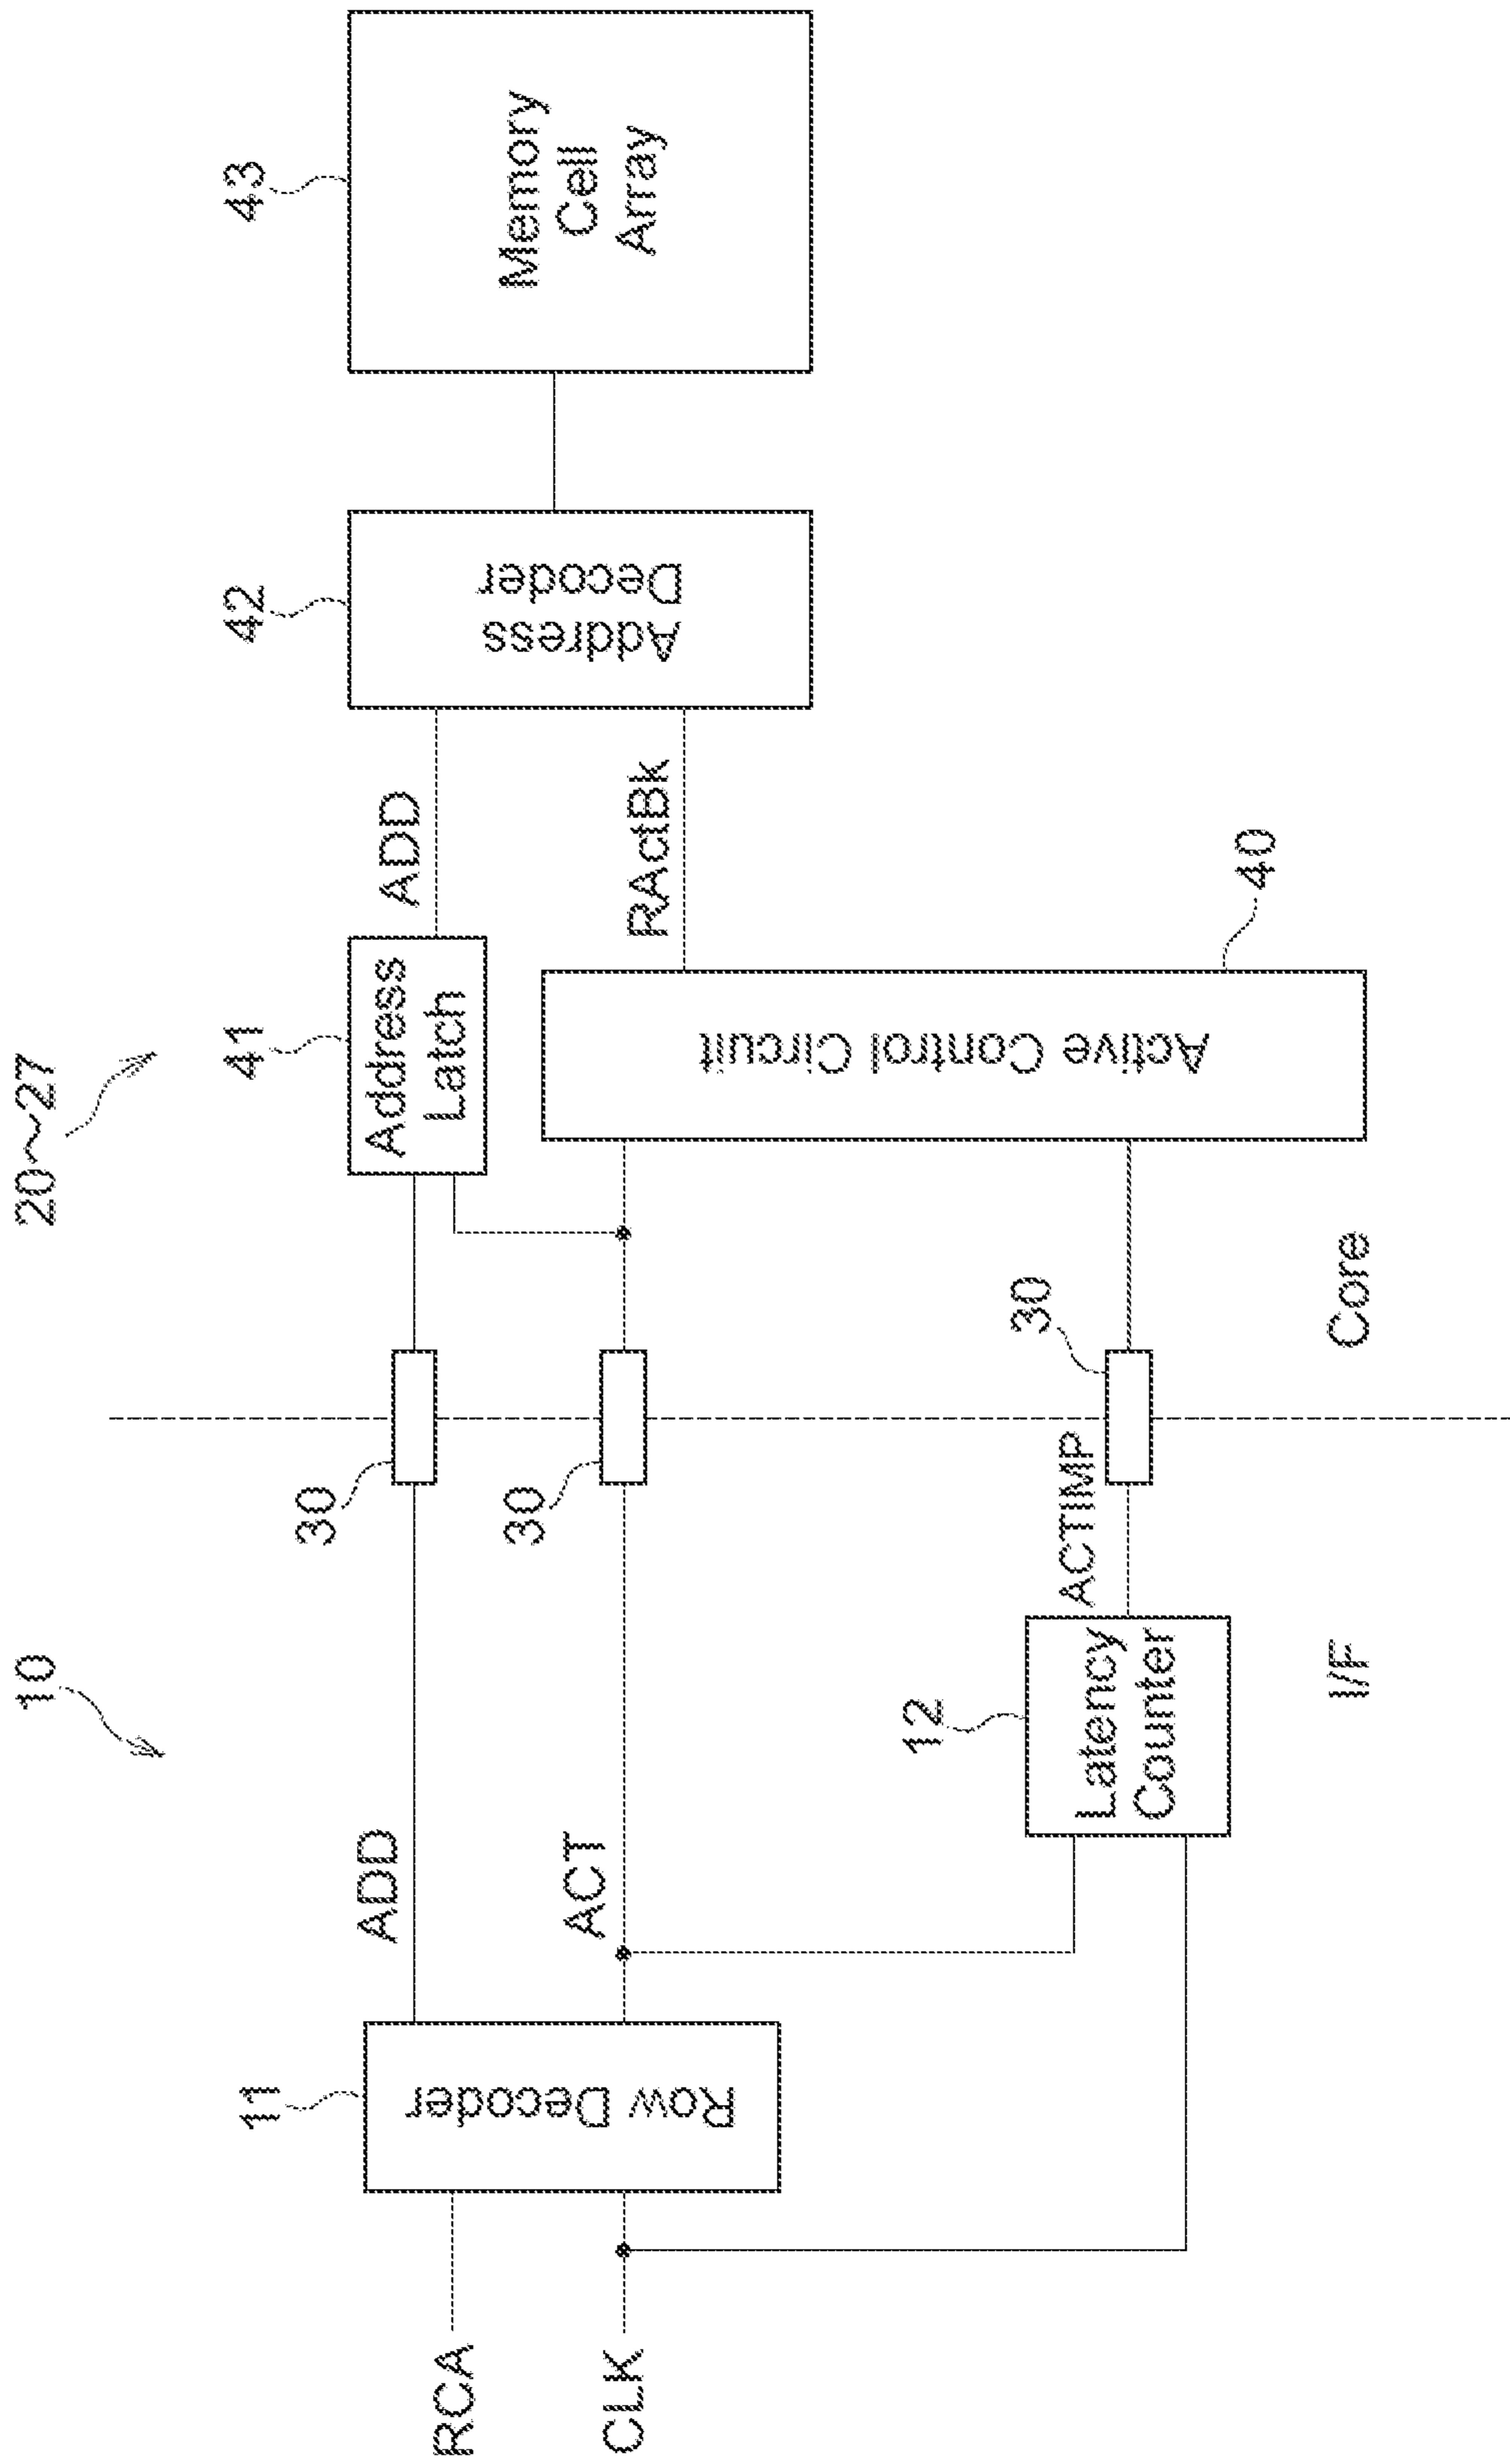 10
20~27
RCA
CLK
11
Row Decoder
ADD
ACT
12
Latency
Counter
ACTIMP
30
30
30
I/F
Core
41
Address
Latch
Active Control Circuit
40
ADD
RActBk
42
Address
Decoder
43
Memory
Cell
Array